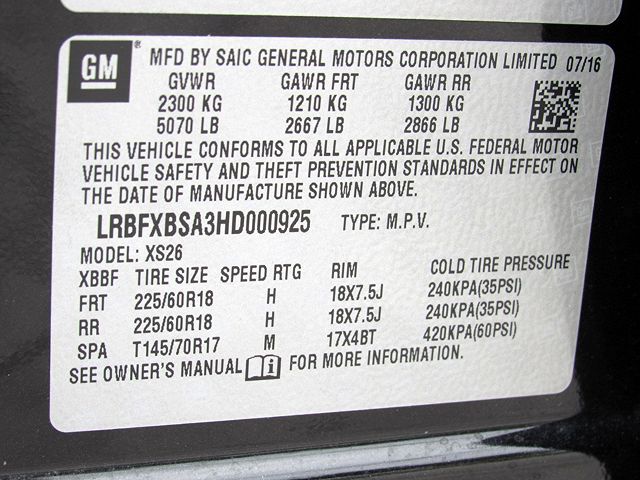 GM ®
MFD BY SAIC GENERAL MOTORS CORPORATION LIMITED 07/16
GVWR GAWR FRT GAWR RR
2300 KG 1210 KG 1300 KG
5070 LB 2667 LB 2866 LB
THIS VEHICLE CONFORMS TO ALL APPLICABLE U.S. FEDERAL MOTOR
VEHICLE SAFETY AND THEFT PREVENTION STANDARDS IN EFFECT ON
THE DATE OF MANUFACTURE SHOWN ABOVE.
LRBFXBSA3HD000925 TYPE: M.P.V.
MODEL: XS26
XBBF TIRE SIZE SPEED RTG RIM COLD TIRE PRESSURE
FRT 225/60R18 H 18X7.5J 240KPA(35PSI)
RR 225/60R18 H 18X7.5J 240KPA(35PSI)
SPA T145/70R17 M 17X4BT 420KPA(60PSI)
SEE OWNER'S MANUAL i FOR MORE INFORMATION.